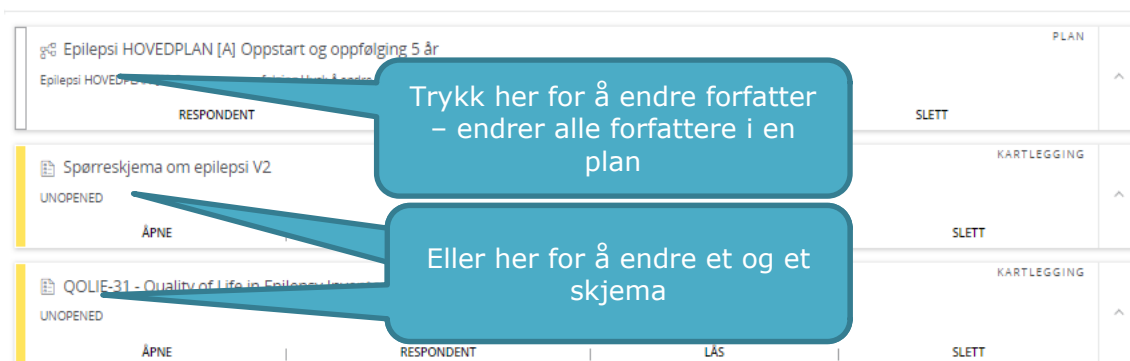 PLAN
Epilepsi HOVEDPLAN [A] Oppstart og oppfølging 5 år
Epilepsi
RESPONDENT
SLETT
Trykk her for å endre forfatter
– endrer alle forfattere i en
plan
KARTLEGGING
Spørreskjema om epilepsi V2
UNOPENED
ÅPNE
SLETT
Eller her for å endre et og et
skjema
KARTLEGGING
QOLIE-31 - Quality of Life in Epilepsy
UNOPENED
ÅPNE | RESPONDENT | LÅS | SLETT